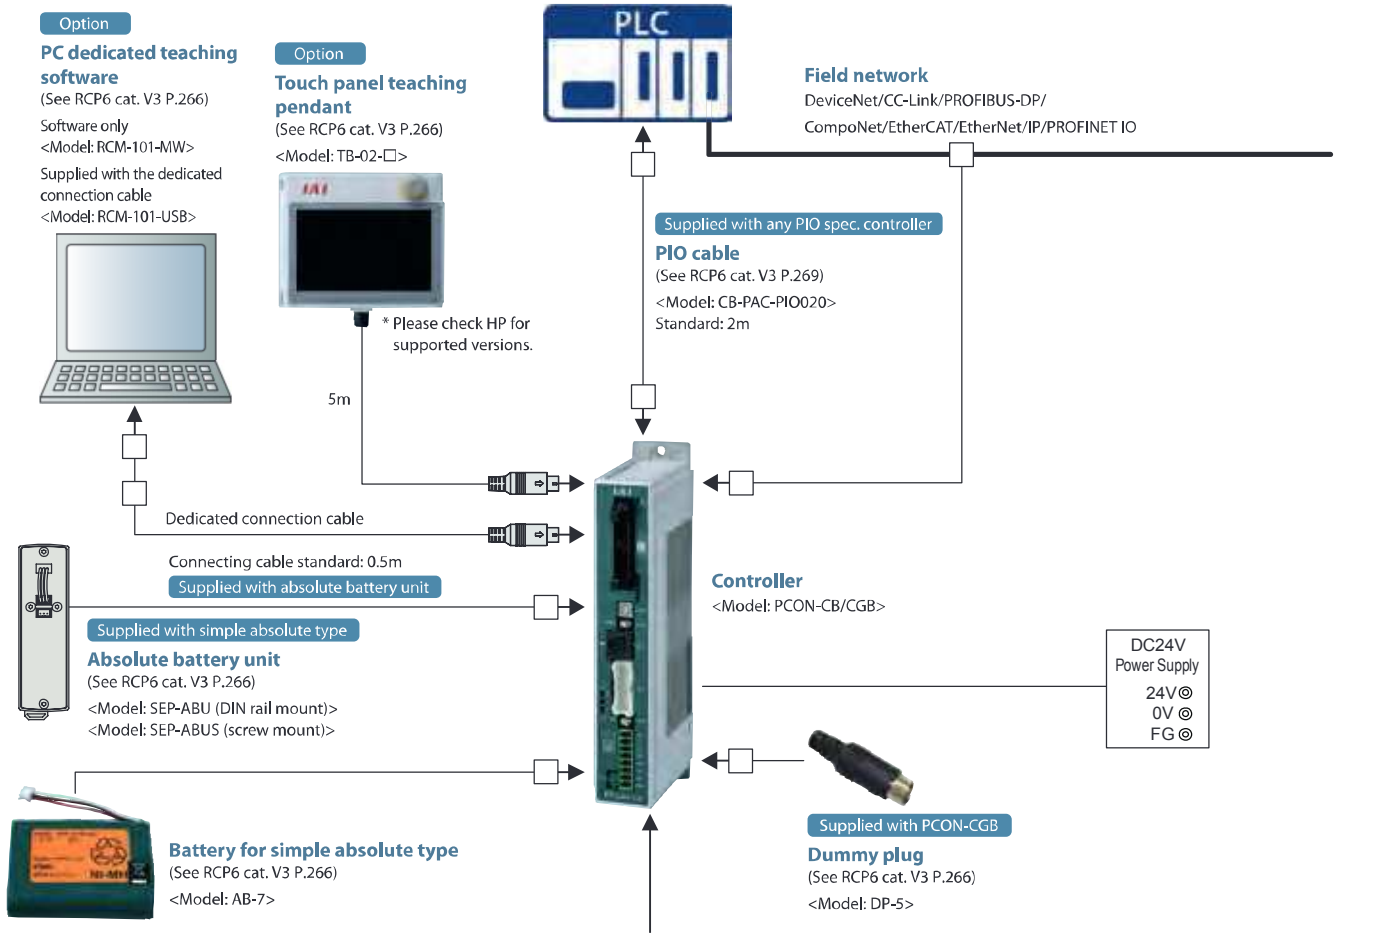 Option
PC dedicated teaching
software
(See RCP6 cat. V3 P.266)
Software only
<Model: RCM-101-MW>
Supplied with the dedicated
connection cable
<Model: RCM-101-USB>
Option
Touch panel teaching
pendant
(See RCP6 cat. V3 P.266)
<Model: TB-02-□>
IAI
* Please check HP for
supported versions.
5m
PLC
Field network
DeviceNet/CC-Link/PROFIBUS-DP/
CompoNet/EtherCAT/EtherNet/IP/PROFINET IO
Supplied with any PIO spec. controller
PIO cable
(See RCP6 cat. V3 P.269)
<Model: CB-PAC-PIO020>
Standard: 2m
Dedicated connection cable
Connecting cable standard: 0.5m
Supplied with absolute battery unit
Supplied with simple absolute type
Absolute battery unit
(See RCP6 cat. V3 P.266)
<Model: SEP-ABU (DIN rail mount)>
<Model: SEP-ABUS (screw mount)>
IAI
Controller
<Model: PCON-CB/CGB>
DC24V
Power Supply
24V
0V
FG
Ni-MH
Battery for simple absolute type
(See RCP6 cat. V3 P.266)
<Model: AB-7>
Supplied with PCON-CGB
Dummy plug
(See RCP6 cat. V3 P.266)
<Model: DP-5>